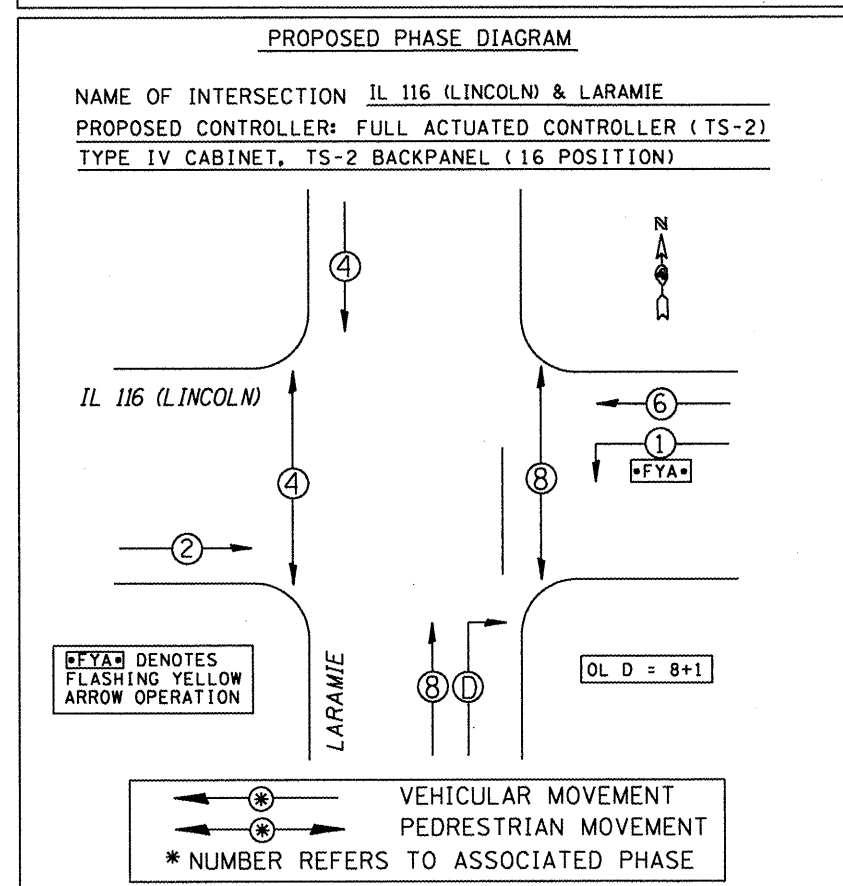 PROPOSED PHASE DIAGRAM
NAME OF INTERSECTION IL 116 (LINCOLN) & LARAMIE
PROPOSED CONTROLLER: FULL ACTUATED CONTROLLER (TS-2)
TYPE IV CABINET, TS-2 BACKPANEL (16 POSITION)
4
N
IL 116 (LINCOLN)
6
1
•FYA•
4
8
2
•FYA• DENOTES
FLASHING YELLOW
ARROW OPERATION
LARAMIE
8 D
OL D = 8+1
* VEHICULAR MOVEMENT
* PEDRESTRIAN MOVEMENT
* NUMBER REFERS TO ASSOCIATED PHASE